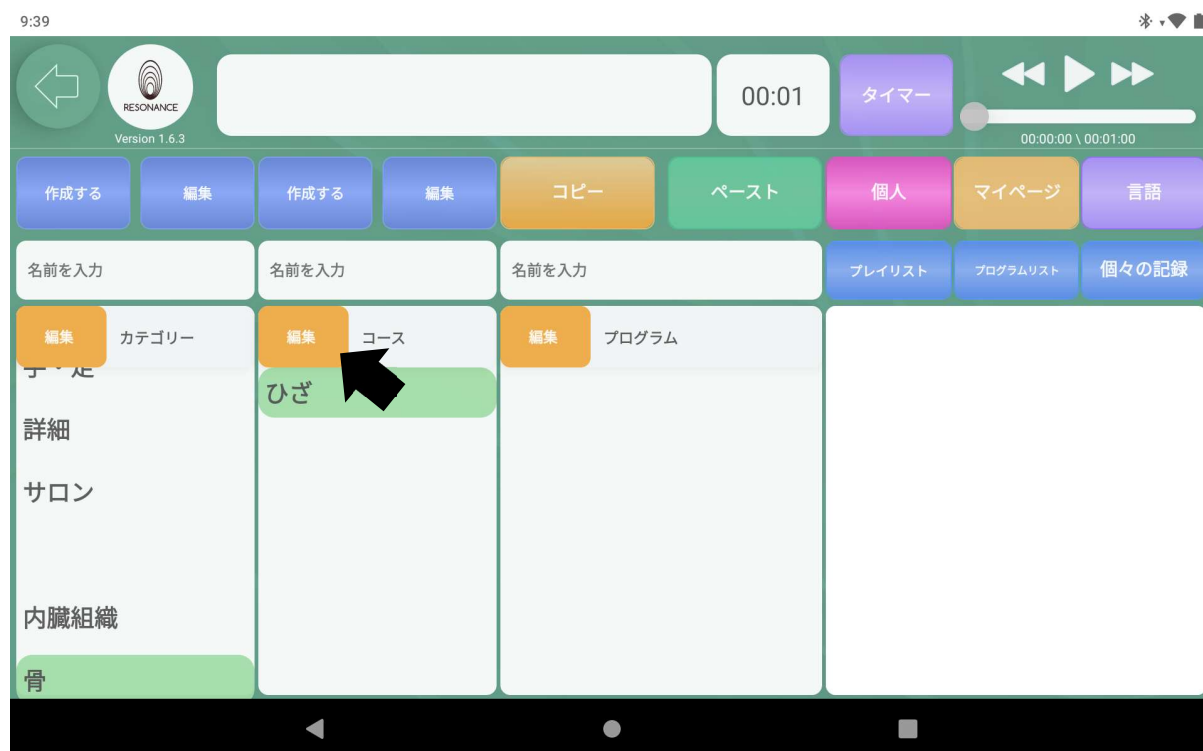 9:39
RESONANCE
Version 1.6.3
00:01
タイマー
00:00:00 \ 00:01:00
作成する 編集 作成する 編集 コピー ペースト 個人 マイページ 言語
名前を入力 名前を入力 名前を入力 プレイリスト プログラムリスト 個々の記録
編集 カテゴリー 編集 コース 編集 プログラム
手・足
ひざ
詳細
サロン
内臓組織
骨